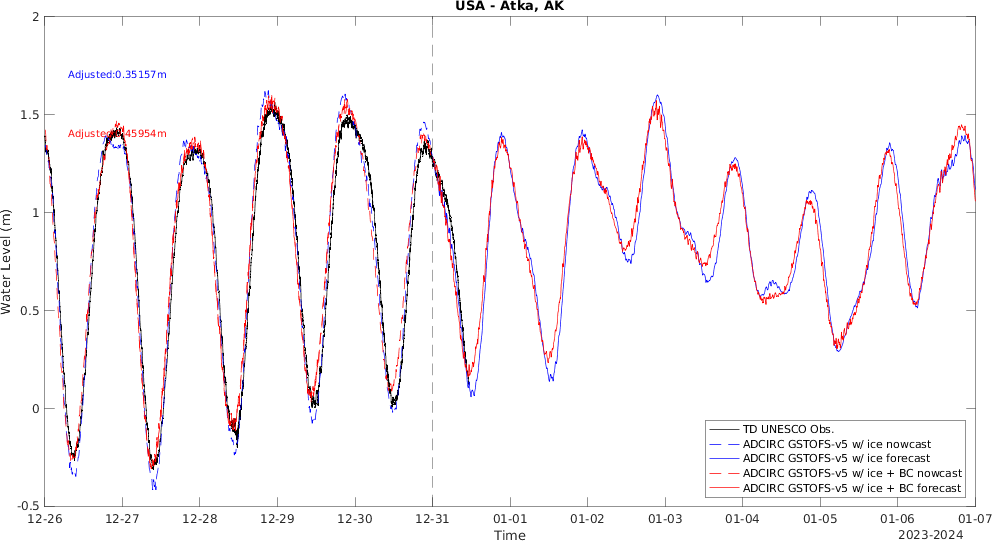 USA - Atka, AK
2
1.5
1
0.5
0
-0.5
Water Level (m)
Adjusted:0.35157m
Adjusted: 45954m
12-26 12-27 12-28 12-29 12-30 12-31 01-01 01-02 01-03 01-04 01-05 01-06 01-07
Time
2023-2024
TD UNESCO Obs.
ADCIRC GSTOFS-v5 w/ ice nowcast
ADCIRC GSTOFS-v5 w/ ice forecast
ADCIRC GSTOFS-v5 w/ ice + BC nowcast
ADCIRC GSTOFS-v5 w/ ice + BC forecast